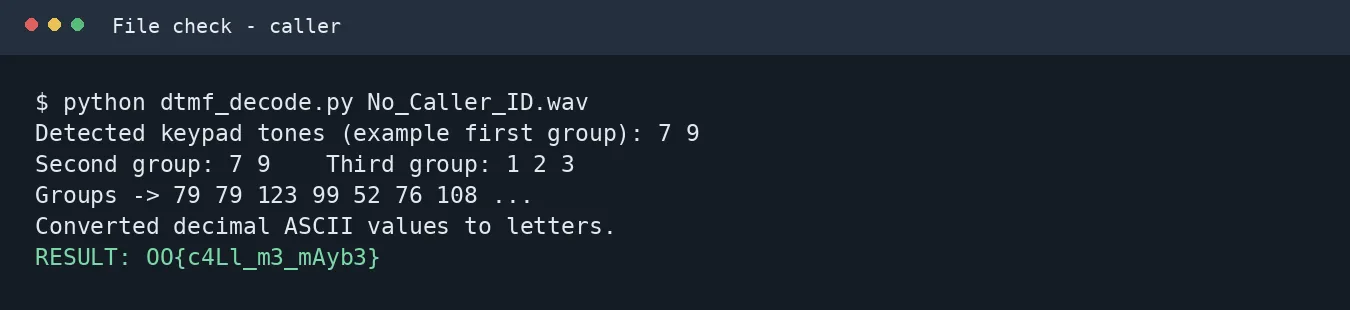 File check - caller
$ python dtmf_decode.py No_Caller_ID.wav
Detected keypad tones (example first group): 7 9
Second group: 7 9    Third group: 1 2 3
Groups -> 79 79 123 99 52 76 108 ...
Converted decimal ASCII values to letters.
RESULT: OO{c4Ll_m3_mAyb3}